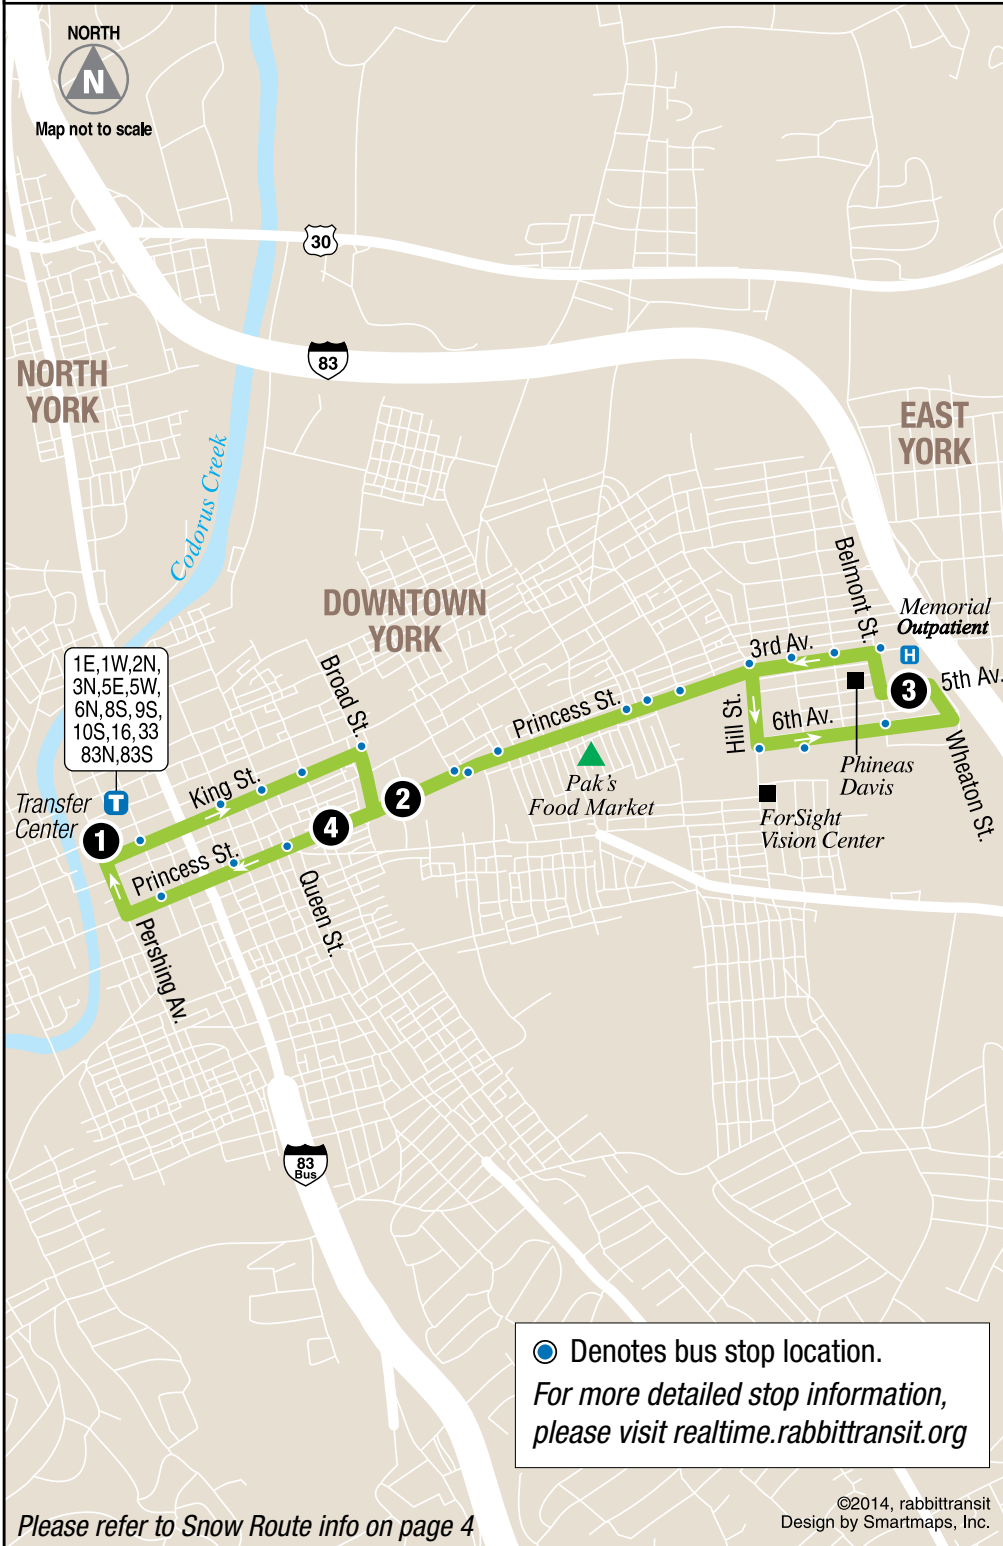 NORTH
N
Map not to scale
30
83
NORTH
YORK
EAST
YORK
Codorus Creek
DOWNTOWN
YORK
Belmont St.
Memorial
Outpatient
H
1E,1W,2N,
3N,5E,5W,
6N,8S,9S,
10S,16,33
83N,83S
Broad St.
3rd Av.
5th Av.
3
Princess St.
Hill St.
6th Av.
King St.
Transfer
Center
T
1
2
4
Pak's
Food Market
Phineas
Davis
Wheaton St.
ForSight
Vision Center
Princess St.
Queen St.
Pershing Av.
83
Bus
Denotes bus stop location.
For more detailed stop information,
please visit realtime.rabbittransit.org
©2014, rabbittransit
Design by Smartmaps, Inc.
Please refer to Snow Route info on page 4